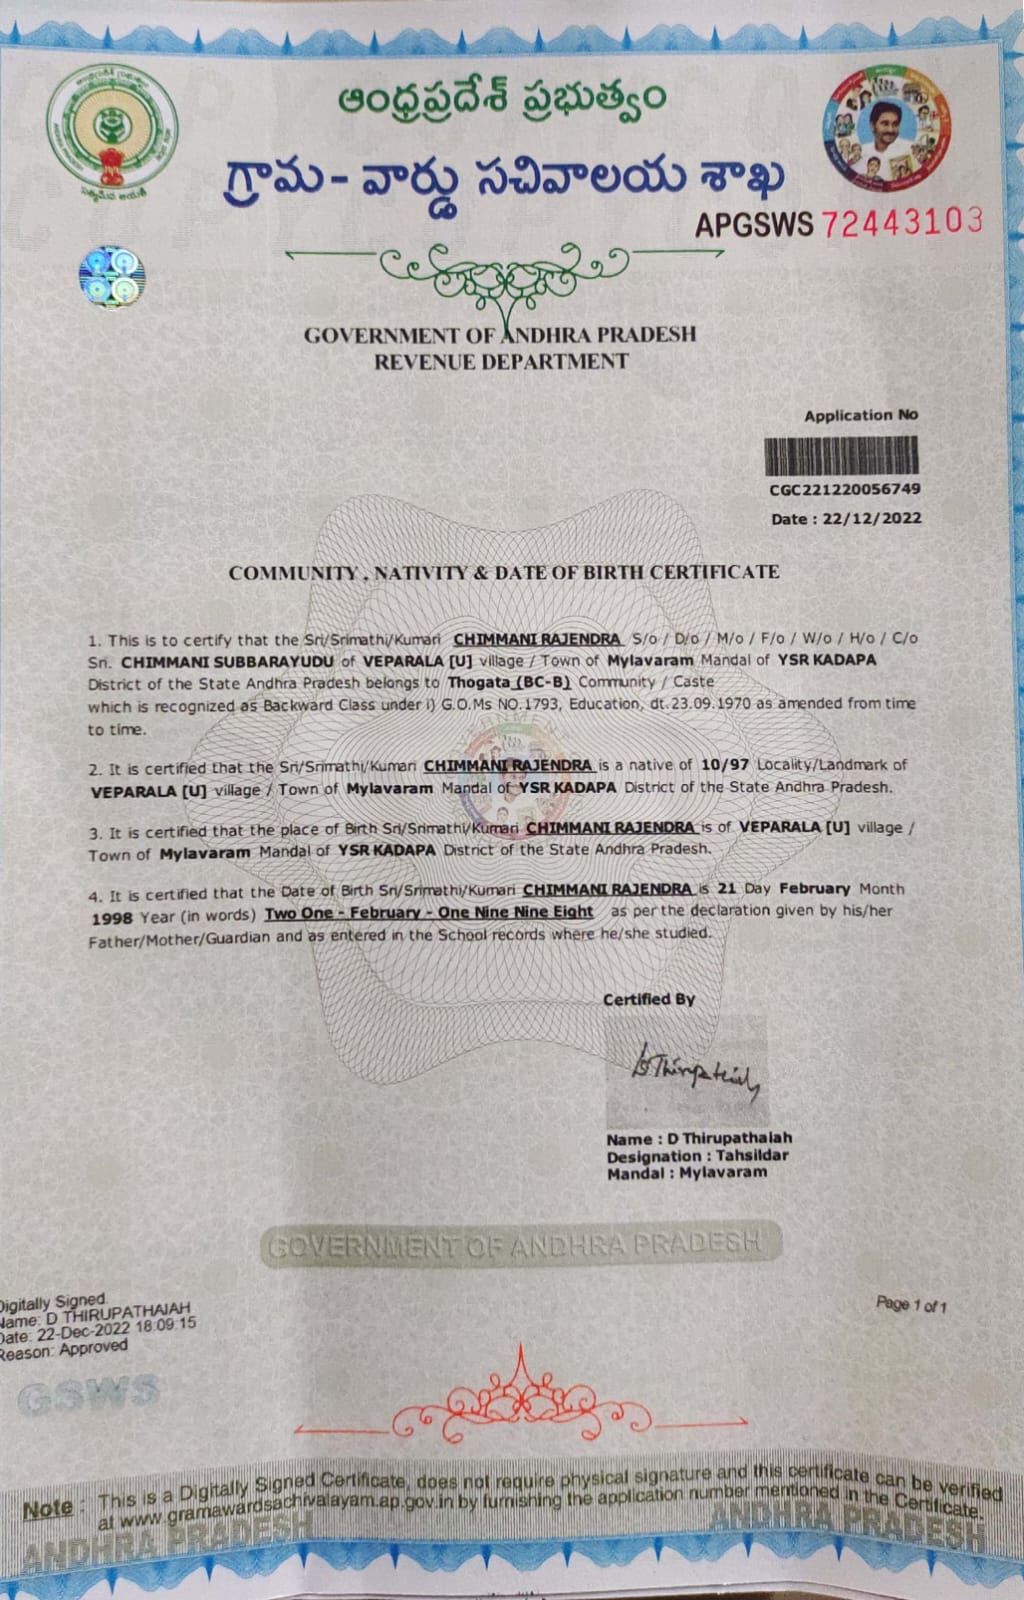 ఆంధ్రప్రదేశ్ ప్రభుత్వం
గ్రామ - వార్డు సచివాలయ శాఖ
సత్యమేవ జయతే
APGSWS 72443103
GOVERNMENT OF ANDHRA PRADESH
REVENUE DEPARTMENT
Application No
CGC221220056749
Date : 22/12/2022
COMMUNITY , NATIVITY & DATE OF BIRTH CERTIFICATE
1. This is to certify that the Sri/Srimathi/Kumari CHIMMANI RAJENDRA S/o / D/o / M/o / F/o / W/o / H/o / C/o
Sri. CHIMMANI SUBBARAYUDU of VEPARALA [U] village / Town of Mylavaram Mandal of YSR KADAPA
District of the State Andhra Pradesh belongs to Thogata (BC-B) Community / Caste
which is recognized as Backward Class under i) G.O.Ms NO.1793, Education, dt.23.09.1970 as amended from time
to time.
2. It is certified that the Sri/Srimathi/Kumari CHIMMANI RAJENDRA is a native of 10/97 Locality/Landmark of
VEPARALA [U] village / Town of Mylavaram Mandal of YSR KADAPA District of the State Andhra Pradesh.
3. It is certified that the place of Birth Sri/Srimathi/Kumari CHIMMANI RAJENDRA is of VEPARALA [U] village /
Town of Mylavaram Mandal of YSR KADAPA District of the State Andhra Pradesh.
4. It is certified that the Date of Birth Sri/Srimathi/Kumari CHIMMANI RAJENDRA is 21 Day February Month
1998 Year (in words) Two One - February - One Nine Nine Eight as per the declaration given by his/her
Father/Mother/Guardian and as entered in the School records where he/she studied.
Certified By
D Thirupathaiah
Name : D Thirupathaiah
Designation : Tahsildar
Mandal : Mylavaram
GOVERNMENT OF ANDHRA PRADESH
Digitally Signed.
Name: D THIRUPATHAIAH
Date: 22-Dec-2022 18:09:15
Reason: Approved
Page 1 of 1
GSWS
Note : This is a Digitally Signed Certificate, does not require physical signature and this certificate can be verified
at www.gramawardsachivalayam.ap.gov.in by furnishing the application number mentioned in the Certificate.
ANDHRA PRADESH ANDHRA PRADESH